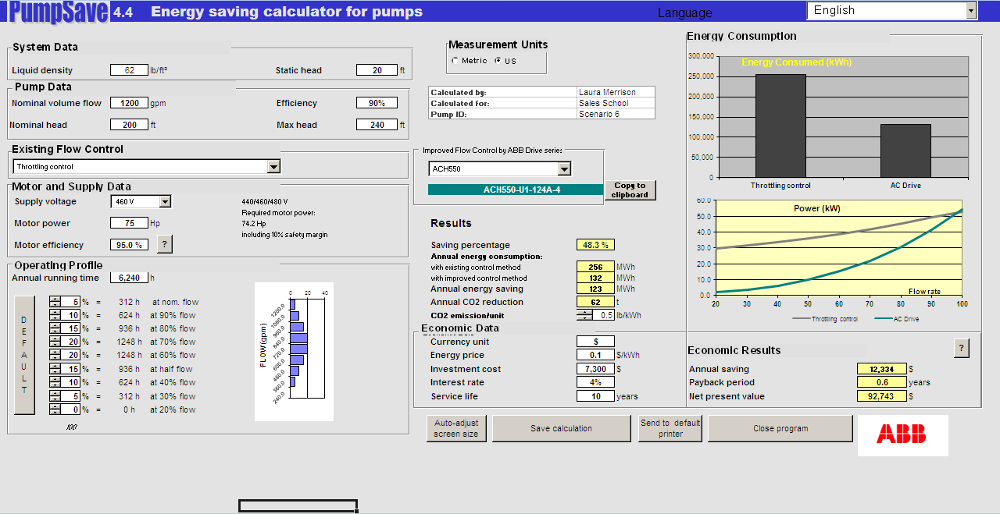 PumpSave 4.4 Energy saving calculator for pumps Language English
System Data
Liquid density 62 lb/ft³ Static head 20 ft
Pump Data
Nominal volume flow 1200 gpm Efficiency 90%
Nominal head 200 ft Max head 240 ft
Existing Flow Control
Throttling control
Motor and Supply Data
Supply voltage 460 V 440/460/480 V
Required motor power:
Motor power 75 Hp 74.2 Hp
including 10% safety margin
Motor efficiency 95.0 % ?
Operating Profile
Annual running time 6,240 h
DEFAULT
5 % = 312 h at nom. flow
10 % = 624 h at 90% flow
15 % = 936 h at 80% flow
20 % = 1248 h at 70% flow
20 % = 1248 h at 60% flow
15 % = 936 h at half flow
10 % = 624 h at 40% flow
5 % = 312 h at 30% flow
0 % = 0 h at 20% flow
100
0 20 40
FLOW(gpm)
1200.0
1080.0
960.0
840.0
720.0
600.0
480.0
360.0
240.0
Measurement Units
Metric US
Calculated by: Laura Merrison
Calculated for: Sales School
Pump ID: Scenario 6
Improved Flow Control by ABB Drive series
ACH550
ACH550-U1-124A-4
Copy to
clipboard
Results
Saving percentage 48.3 %
Annual energy consumption:
with existing control method 256 MWh
with improved control method 132 MWh
Annual energy saving 123 MWh
Annual CO2 reduction 62 t
CO2 emission/unit 0.5 lb/kWh
Economic Data
Currency unit $
Energy price 0.1 $/kWh
Investment cost 7,300 $
Interest rate 4%
Service life 10 years
Energy Consumption
Energy Consumed (kWh)
300,000
250,000
200,000
150,000
100,000
50,000
0
Throttling control AC Drive
Power (kW)
60.0
50.0
40.0
30.0
20.0
10.0
0.0
Flow rate
20 30 40 50 60 70 80 90 100
Throttling control AC Drive
Economic Results ?
Annual saving 12,334 $
Payback period 0.6 years
Net present value 92,743 $
Auto-adjust
screen size
Save calculation
Send to default
printer
Close program
ABB